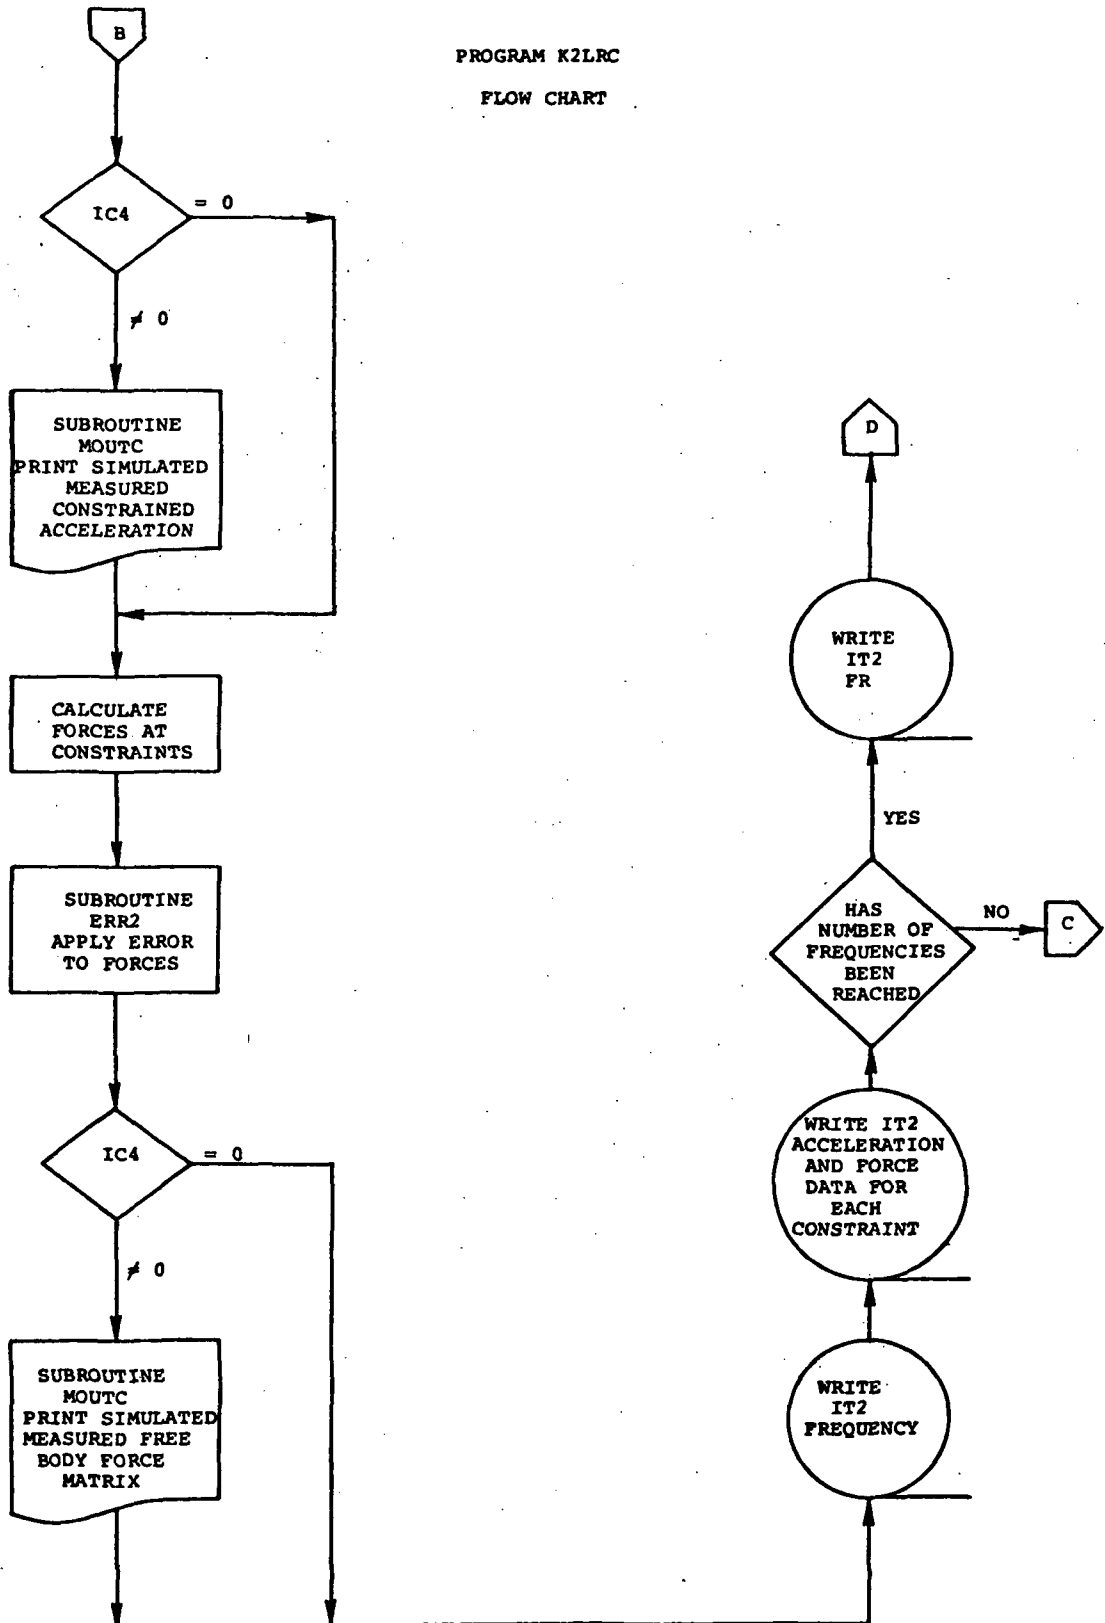 B
PROGRAM K2LRC
FLOW CHART
IC4
= 0
≠ 0
SUBROUTINE
MOUTC
PRINT SIMULATED
MEASURED
CONSTRAINED
ACCELERATION
CALCULATE
FORCES AT
CONSTRAINTS
SUBROUTINE
ERR2
APPLY ERROR
TO FORCES
IC4
= 0
≠ 0
SUBROUTINE
MOUTC
PRINT SIMULATED
MEASURED FREE
BODY FORCE
MATRIX
D
WRITE
IT2
FR
YES
HAS
NUMBER OF
FREQUENCIES
BEEN
REACHED
NO
C
WRITE IT2
ACCELERATION
AND FORCE
DATA FOR
EACH
CONSTRAINT
WRITE
IT2
FREQUENCY